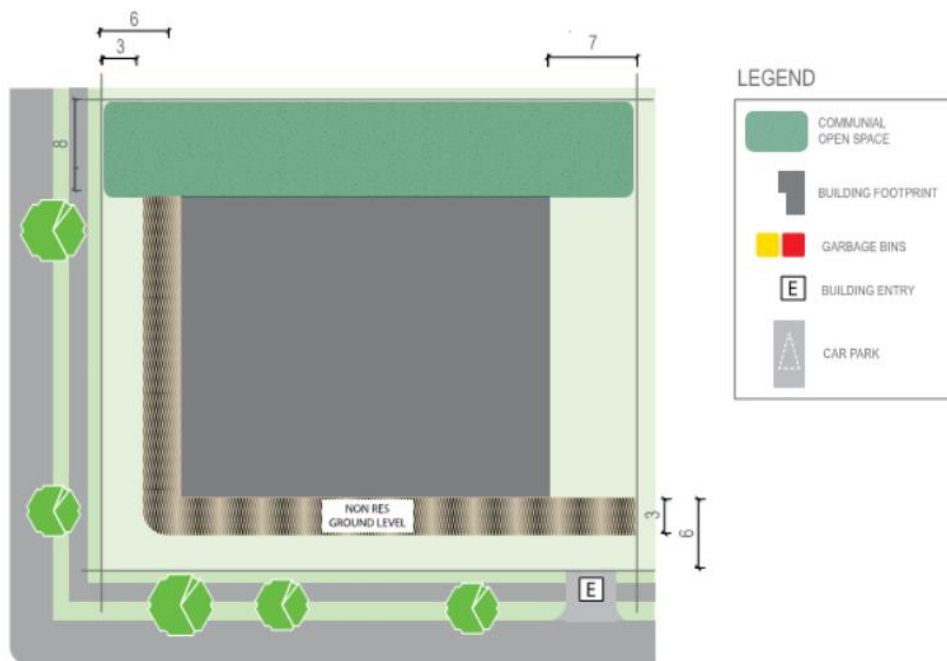 6
3
7
8
NON RES
GROUND LEVEL
3
6
E
LEGEND
COMMUNIAL
OPEN SPACE
BUILDING FOOTPRINT
GARBAGE BINS
E
BUILDING ENTRY
CAR PARK